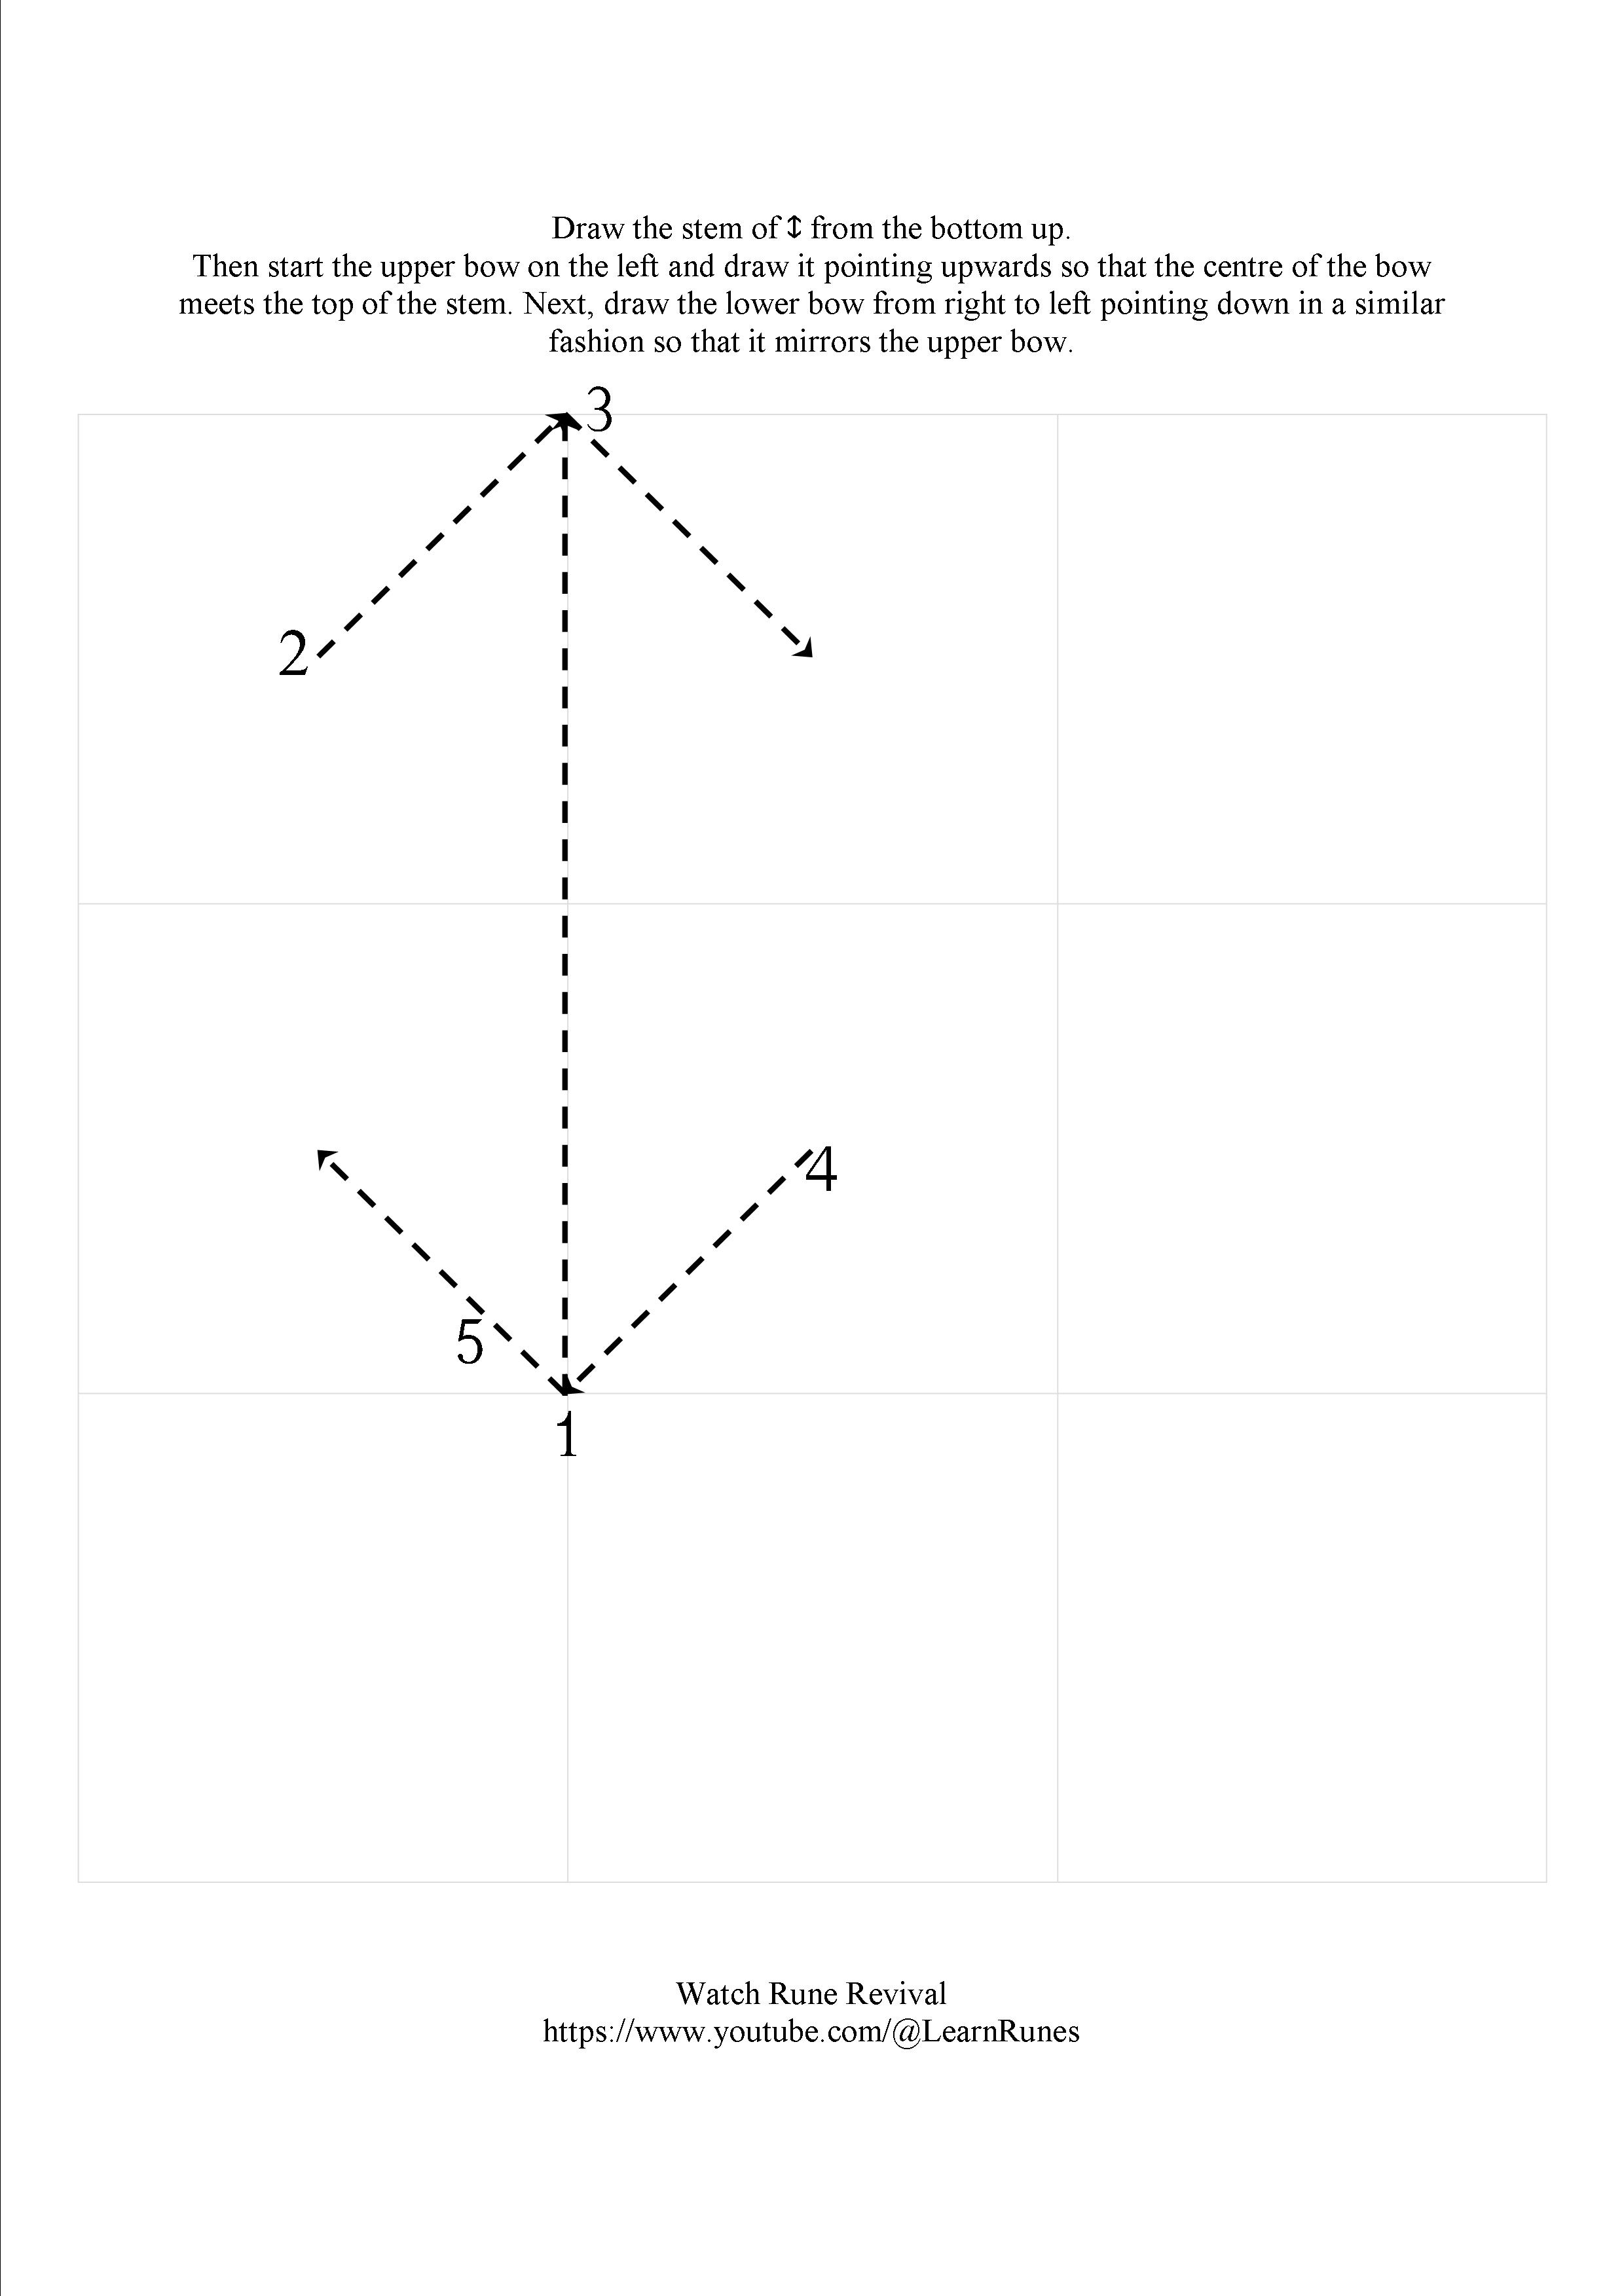 Draw the stem of ↕ from the bottom up.
Then start the upper bow on the left and draw it pointing upwards so that the centre of the bow
meets the top of the stem. Next, draw the lower bow from right to left pointing down in a similar
fashion so that it mirrors the upper bow.
3
2
4
5
1
Watch Rune Revival
https://www.youtube.com/@LearnRunes